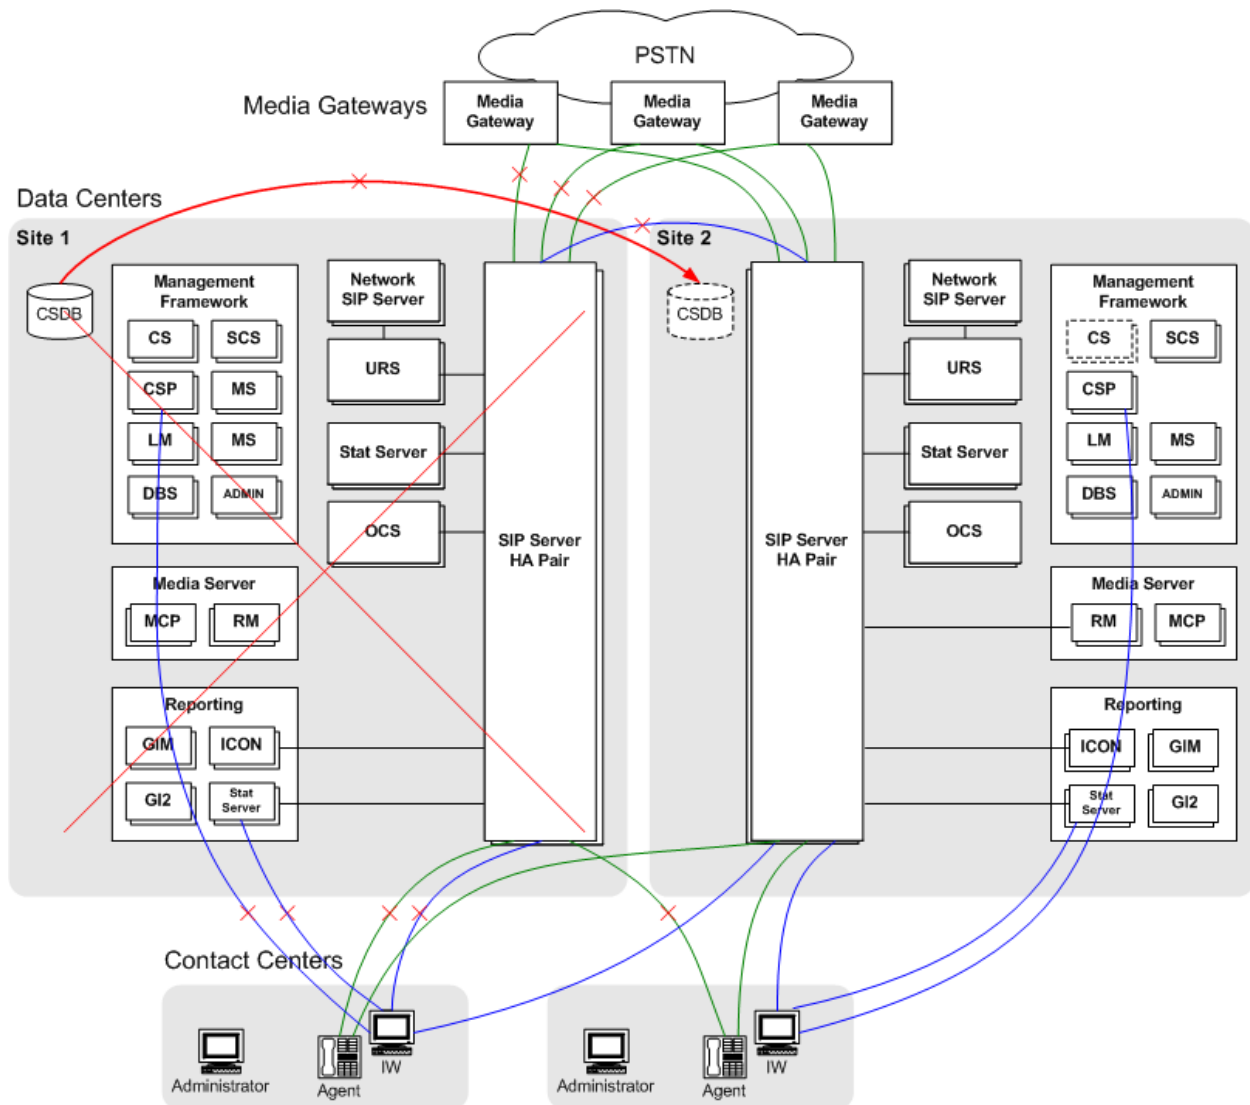 PSTN
Media Gateways
Media
Gateway
Media
Gateway
Media
Gateway
Data Centers
Site 1
CSDB
Management
Framework
CS
SCS
CSP
MS
LM
MS
DBS
ADMIN
Network
SIP Server
URS
Stat Server
OCS
SIP Server
HA Pair
Media Server
MCP
RM
Reporting
GIM
ICON
GI2
Stat
Server
Site 2
CSDB
SIP Server
HA Pair
Network
SIP Server
URS
Stat Server
OCS
Management
Framework
CS
SCS
CSP
LM
MS
DBS
ADMIN
Media Server
RM
MCP
Reporting
ICON
GIM
Stat
Server
GI2
Contact Centers
Administrator
Agent
IW
Administrator
Agent
IW